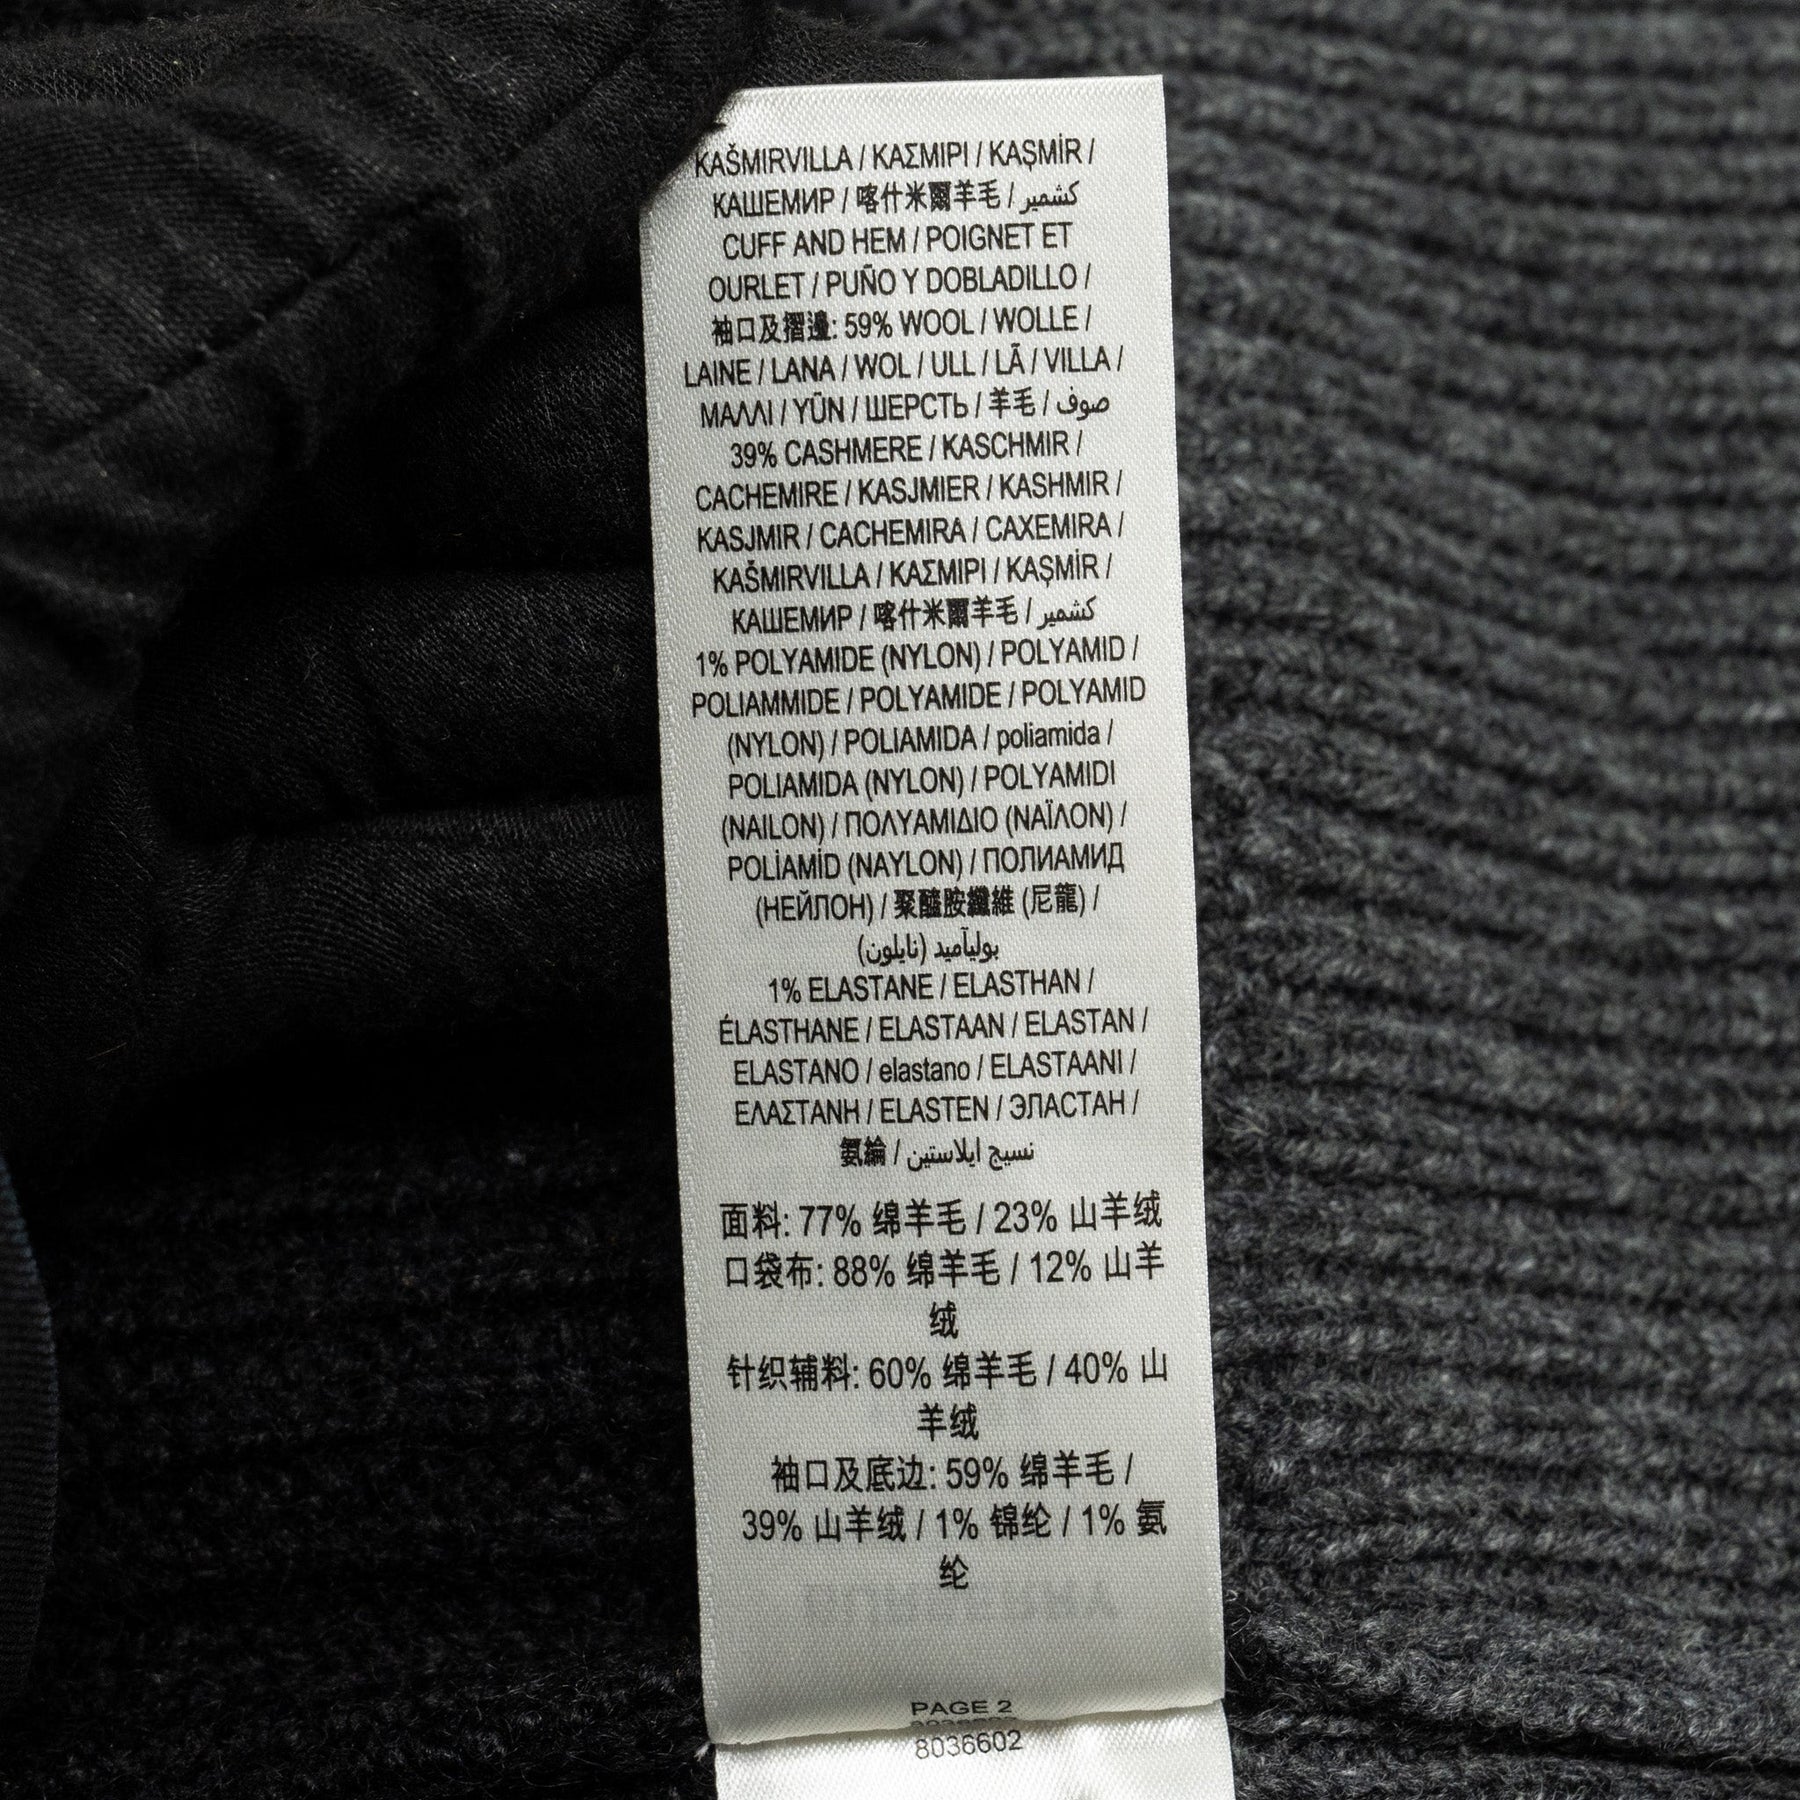 KAŠMIRVILLA / ΚΑΣΜΙΡΙ / KAŞMİR /
КАШЕМИР / 喀什米爾羊毛 / كشمير
CUFF AND HEM / POIGNET ET
OURLET / PUÑO Y DOBLADILLO /
袖口及摺邊: 59% WOOL / WOLLE /
LAINE / LANA / WOL / ULL / LÃ / VILLA /
ΜΑΛΛΙ / YÜN / ШЕРСТЬ / 羊毛 / صوف
39% CASHMERE / KASCHMIR /
CACHEMIRE / KASJMIER / KASHMIR /
KASJMIR / CACHEMIRA / CAXEMIRA /
KAŠMIRVILLA / ΚΑΣΜΙΡΙ / KAŞMİR /
КАШЕМИР / 喀什米爾羊毛 / كشمير
1% POLYAMIDE (NYLON) / POLYAMID /
POLIAMMIDE / POLYAMIDE / POLYAMID
(NYLON) / POLIAMIDA / poliamida /
POLIAMIDA (NYLON) / POLYAMIDI
(NAILON) / ΠΟΛΥΑΜΙΔΙΟ (ΝΑΪΛΟΝ) /
POLİAMİD (NAYLON) / ПОЛИАМИД
(НЕЙЛОН) / 聚醯胺纖維 (尼龍) /
بوليآميد (نايلون)
1% ELASTANE / ELASTHAN /
ÉLASTHANE / ELASTAAN / ELASTAN /
ELASTANO / elastano / ELASTAANI /
ΕΛΑΣΤΑΝΗ / ELASTEN / ЭЛАСТАН /
氨綸 / نسيج ايلاستين
面料: 77% 绵羊毛 / 23% 山羊绒
口袋布: 88% 绵羊毛 / 12% 山羊
绒
针织辅料: 60% 绵羊毛 / 40% 山
羊绒
袖口及底边: 59% 绵羊毛 /
39% 山羊绒 / 1% 锦纶 / 1% 氨
纶
PAGE 2
8036602